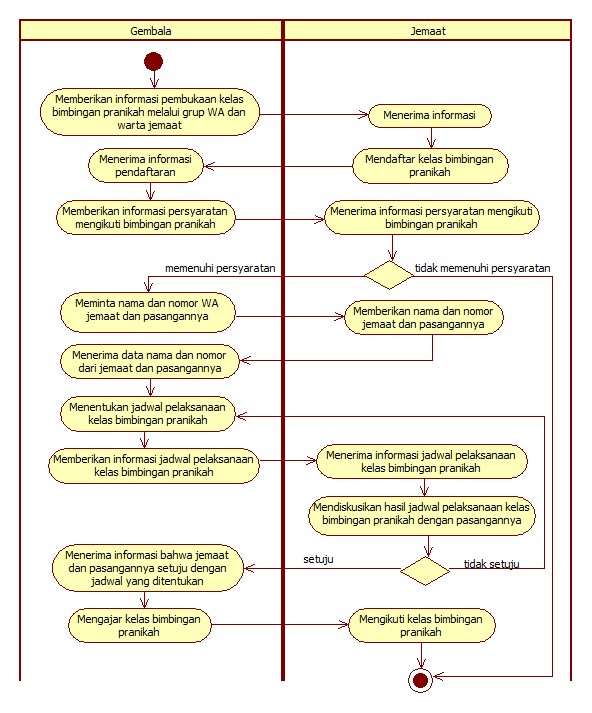 Gembala
Jemaat
Memberikan informasi pembukaan kelas
bimbingan pranikah melalui grup WA dan
warta jemaat
Menerima informasi
Mendaftar kelas bimbingan
pranikah
Menerima informasi
pendaftaran
Memberikan informasi persyaratan
mengikuti bimbingan pranikah
Menerima informasi persyaratan mengikuti
bimbingan pranikah
memenuhi persyaratan
tidak memenuhi persyaratan
Meminta nama dan nomor WA
jemaat dan pasangannya
Memberikan nama dan nomor
jemaat dan pasangannya
Menerima data nama dan nomor
dari jemaat dan pasangannya
Menentukan jadwal pelaksanaan
kelas bimbingan pranikah
Memberikan informasi jadwal pelaksanaan
kelas bimbingan pranikah
Menerima informasi jadwal pelaksanaan
kelas bimbingan pranikah
Mendiskusikan hasil jadwal pelaksanaan kelas
bimbingan pranikah dengan pasangannya
setuju
tidak setuju
Menerima informasi bahwa jemaat
dan pasangannya setuju dengan
jadwal yang ditentukan
Mengajar kelas bimbingan
pranikah
Mengikuti kelas bimbingan
pranikah